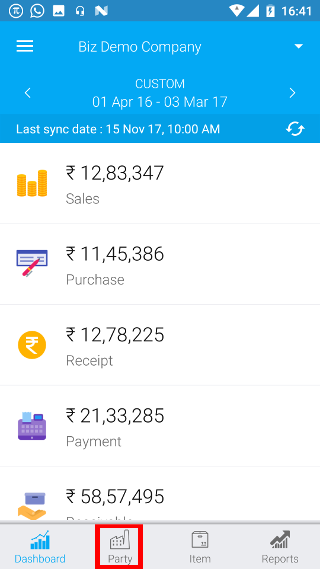 16:41
Biz Demo Company
CUSTOM
01 Apr 16 - 03 Mar 17
Last sync date : 15 Nov 17, 10:00 AM
₹ 12,83,347
Sales
₹ 11,45,386
Purchase
₹ 12,78,225
Receipt
₹ 21,33,285
Payment
₹ 58,57,495
Receivable
Dashboard
Party
Item
Reports